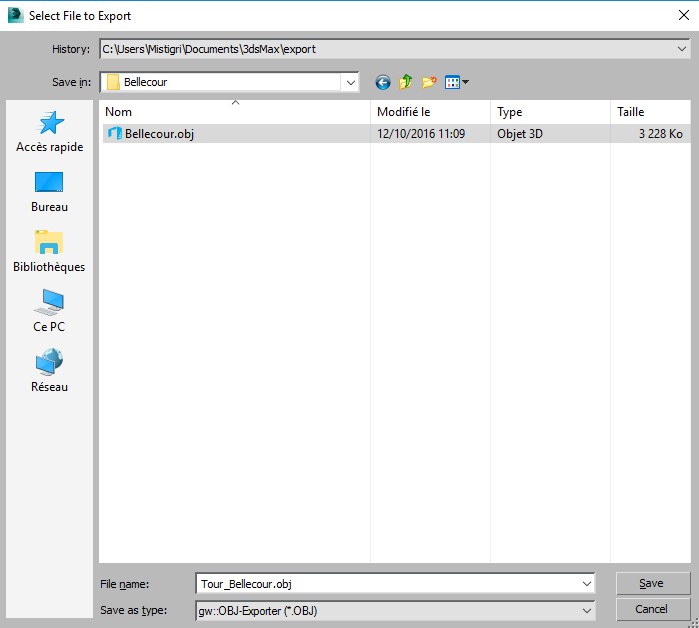 Select File to Export
History: C:\Users\Mistigri\Documents\3dsMax\export
Save in: Bellecour
Nom Modifié le Type Taille
Bellecour.obj 12/10/2016 11:09 Objet 3D 3 228 Ko
Accès rapide
Bureau
Bibliothèques
Ce PC
Réseau
File name: Tour_Bellecour.obj Save
Save as type: gw::OBJ-Exporter (*.OBJ) Cancel